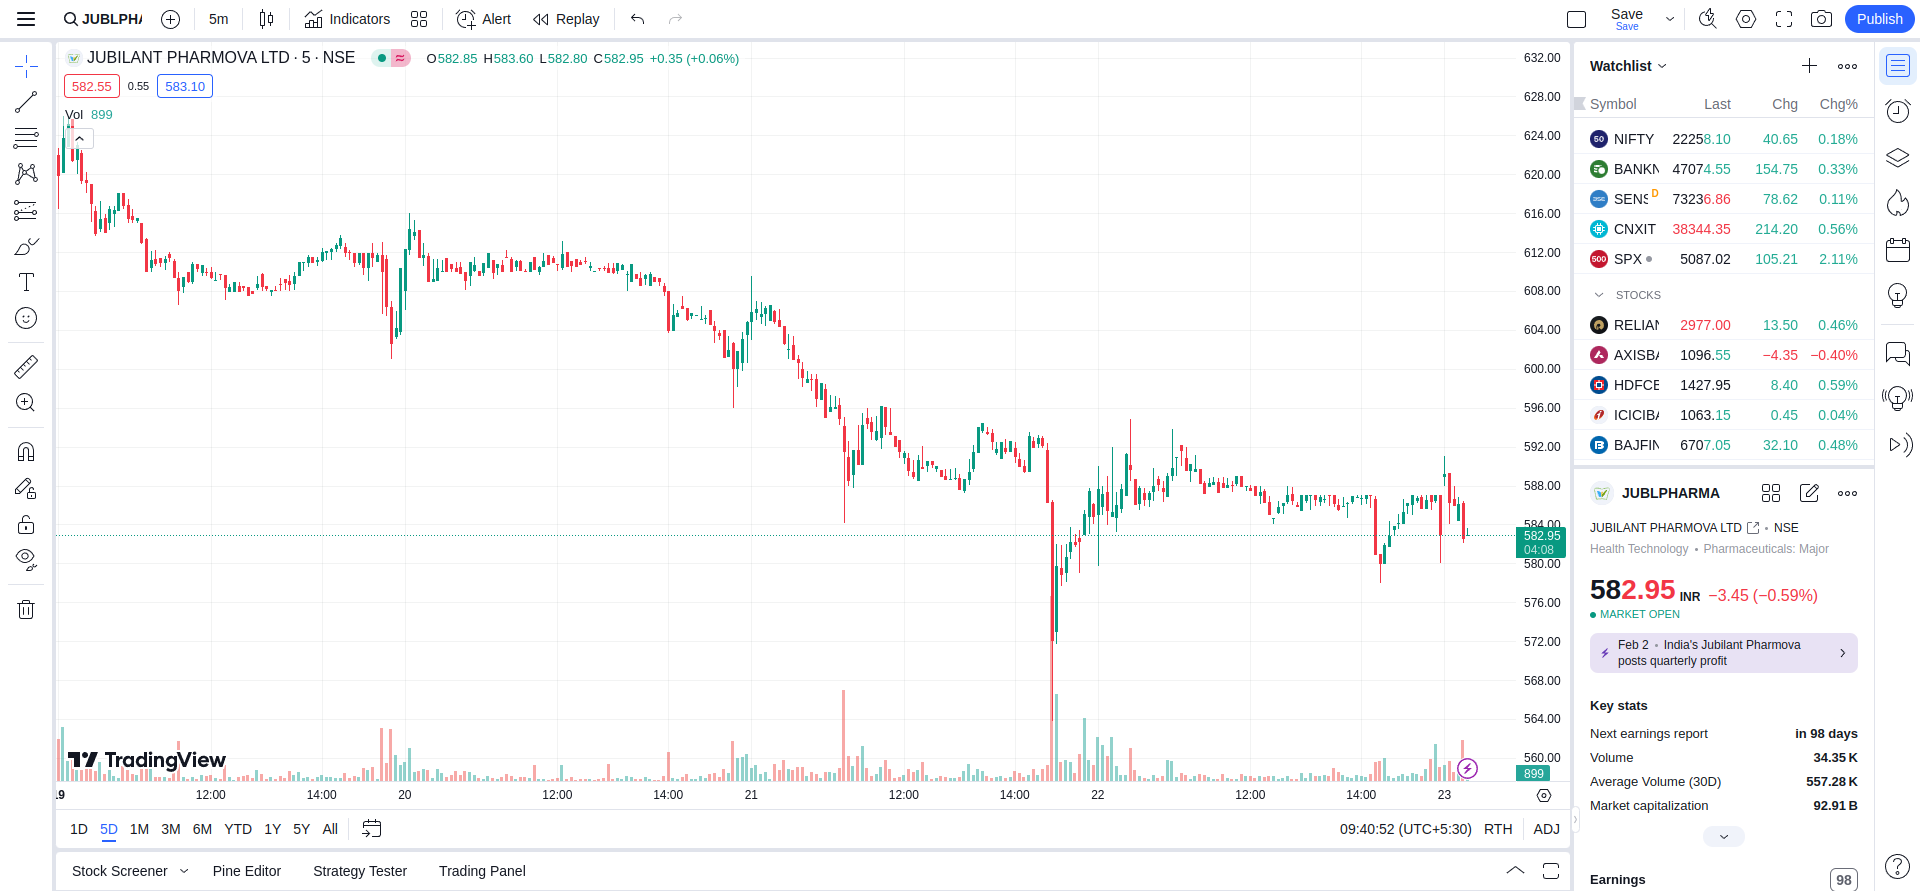 JUBLPHA 5m Indicators Alert Replay Save Save Publish
JUBILANT PHARMOVA LTD · 5 · NSE O582.85 H583.60 L582.80 C582.95 +0.35 (+0.06%)
582.55 0.55 583.10
Vol 899
632.00
628.00
624.00
620.00
616.00
612.00
608.00
604.00
600.00
596.00
592.00
588.00
584.00
582.95
04:08
580.00
576.00
572.00
568.00
564.00
560.00
899
TradingView
19 12:00 14:00 20 12:00 14:00 21 12:00 14:00 22 12:00 14:00 23
1D 5D 1M 3M 6M YTD 1Y 5Y All 09:40:52 (UTC+5:30) RTH ADJ
Stock Screener Pine Editor Strategy Tester Trading Panel
Watchlist
Symbol Last Chg Chg%
50 NIFTY 22258.10 40.65 0.18%
BANKN 47074.55 154.75 0.33%
SENS D 73236.86 78.62 0.11%
CNXIT 38344.35 214.20 0.56%
500 SPX 5087.02 105.21 2.11%
STOCKS
RELIAN 2977.00 13.50 0.46%
AXISBA 1096.55 −4.35 −0.40%
HDFCB 1427.95 8.40 0.59%
ICICIBA 1063.15 0.45 0.04%
BAJFIN 6707.05 32.10 0.48%
JUBLPHARMA
JUBILANT PHARMOVA LTD • NSE
Health Technology • Pharmaceuticals: Major
582.95 INR −3.45 (−0.59%)
MARKET OPEN
Feb 2 • India's Jubilant Pharmova
posts quarterly profit
Key stats
Next earnings report in 98 days
Volume 34.35 K
Average Volume (30D) 557.28 K
Market capitalization 92.91 B
Earnings 98